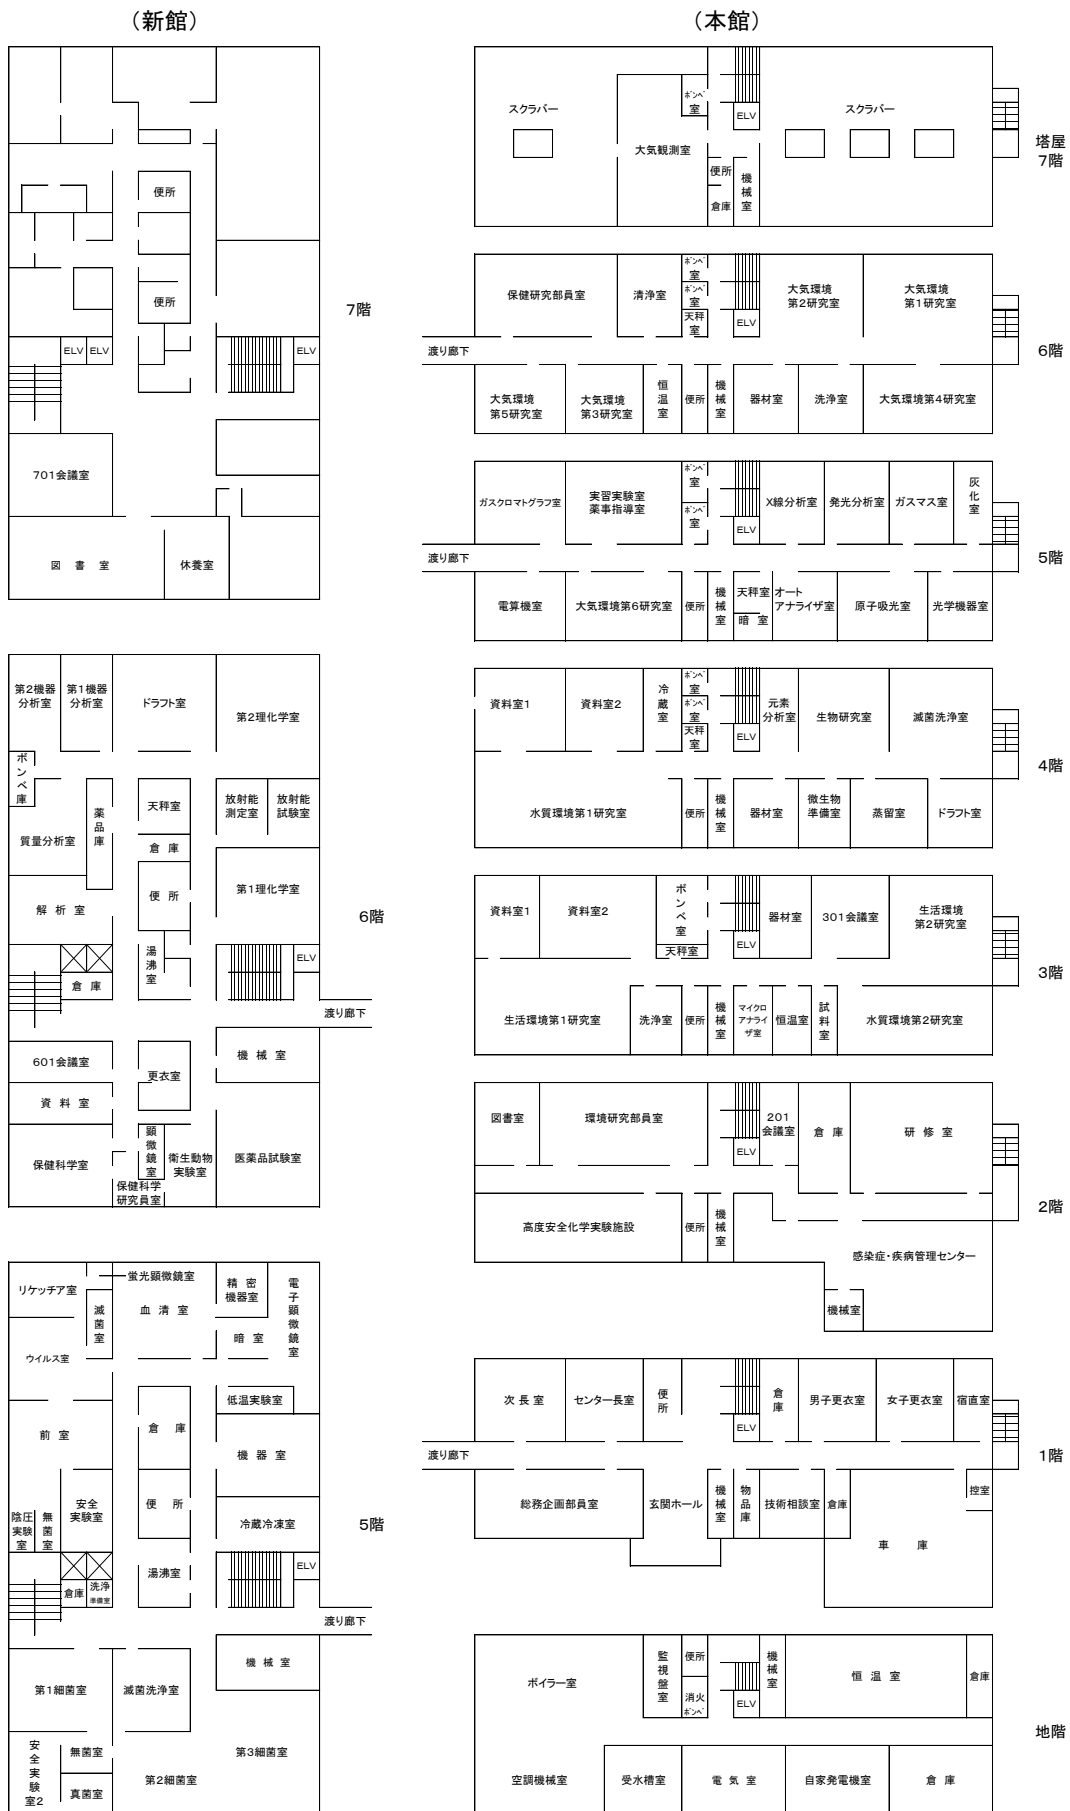 （新館）
便所
便所
7階
ELV
ELV
ELV
701会議室
図　書　室
休養室
第2機器
分析室
第1機器
分析室
ドラフト室
第2理化学室
ボンベ庫
薬品庫
天秤室
放射能
測定室
放射能
試験室
質量分析室
倉 庫
第1理化学室
便 所
解 析 室
6階
湯沸室
ELV
倉 庫
渡り廊下
601会議室
更衣室
機 械 室
資 料 室
顕微鏡室
保健科学室
衛生動物
実験室
医薬品試験室
保健科学
研究員室
リケッチア室
蛍光顕微鏡室
精 密
機器室
電子顕微鏡室
滅菌室
血 清 室
暗 室
ウイルス室
低温実験室
前 室
倉 庫
機 器 室
陰圧
実験
室
無菌室
安全
実験室
便 所
冷蔵冷凍室
5階
湯沸室
ELV
倉庫
洗浄
準備室
渡り廊下
機 械 室
第1細菌室
滅菌洗浄室
安全実験室2
無菌室
第3細菌室
真菌室
第2細菌室
（本館）
スクラバー
ﾎﾞﾝﾍﾞ
室
ELV
スクラバー
大気観測室
便所
倉庫
機械室
塔屋
7階
保健研究部員室
清浄室
ﾎﾞﾝﾍﾞ
室
ﾎﾞﾝﾍﾞ
室
天秤
室
ELV
大気環境
第2研究室
大気環境
第1研究室
渡り廊下
6階
大気環境
第5研究室
大気環境
第3研究室
恒温室
便所
機械室
器材室
洗浄室
大気環境第4研究室
ガスクロマトグラフ室
実習実験室
薬事指導室
ﾎﾞﾝﾍﾞ
室
ﾎﾞﾝﾍﾞ
室
ELV
X線分析室
発光分析室
ガスマス室
灰化室
渡り廊下
5階
電算機室
大気環境第6研究室
便所
機械室
天秤室
暗 室
オート
アナライザ室
原子吸光室
光学機器室
資料室1
資料室2
冷蔵室
ﾎﾞﾝﾍﾞ
室
ﾎﾞﾝﾍﾞ
室
天秤
室
ELV
元素
分析室
生物研究室
滅菌洗浄室
4階
水質環境第1研究室
便所
機械室
器材室
微生物
準備室
蒸留室
ドラフト室
資料室1
資料室2
ボンベ室
天秤室
ELV
器材室
301会議室
生活環境
第2研究室
3階
生活環境第1研究室
洗浄室
便所
機械室
マイクロ
アナライ
ザ室
恒温室
試料室
水質環境第2研究室
図書室
環境研究部員室
ELV
201
会議室
倉 庫
研 修 室
2階
高度安全化学実験施設
便所
機械室
感染症・疾病管理センター
機械室
次 長 室
センター長室
便所
ELV
倉庫
男子更衣室
女子更衣室
宿直室
渡り廊下
1階
総務企画部員室
玄関ホール
機械室
物品庫
技術相談室
倉庫
控室
車　庫
ボイラー室
監視盤室
便所
消火
ﾎﾞﾝﾍﾞ
ELV
機械室
恒 温 室
倉庫
地階
空調機械室
受水槽室
電 気 室
自家発電機室
倉 庫